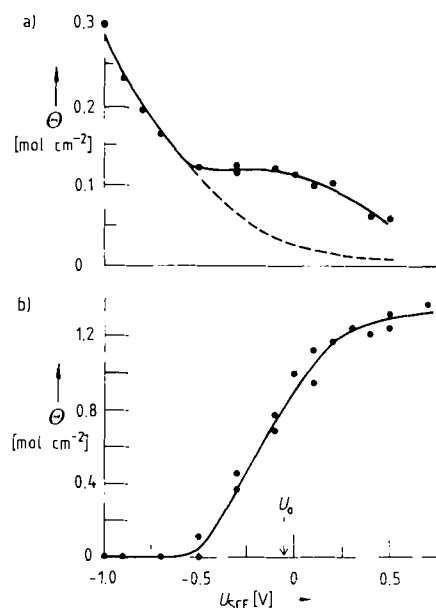 a)
0,3
0.2
Θ
[mol cm⁻²]
0.1
0
b)
1.2
Θ
[mol cm⁻²]
0.8
0.4
0
U₀
-1.0
-0.5
0
0.5
U_SCE [V]